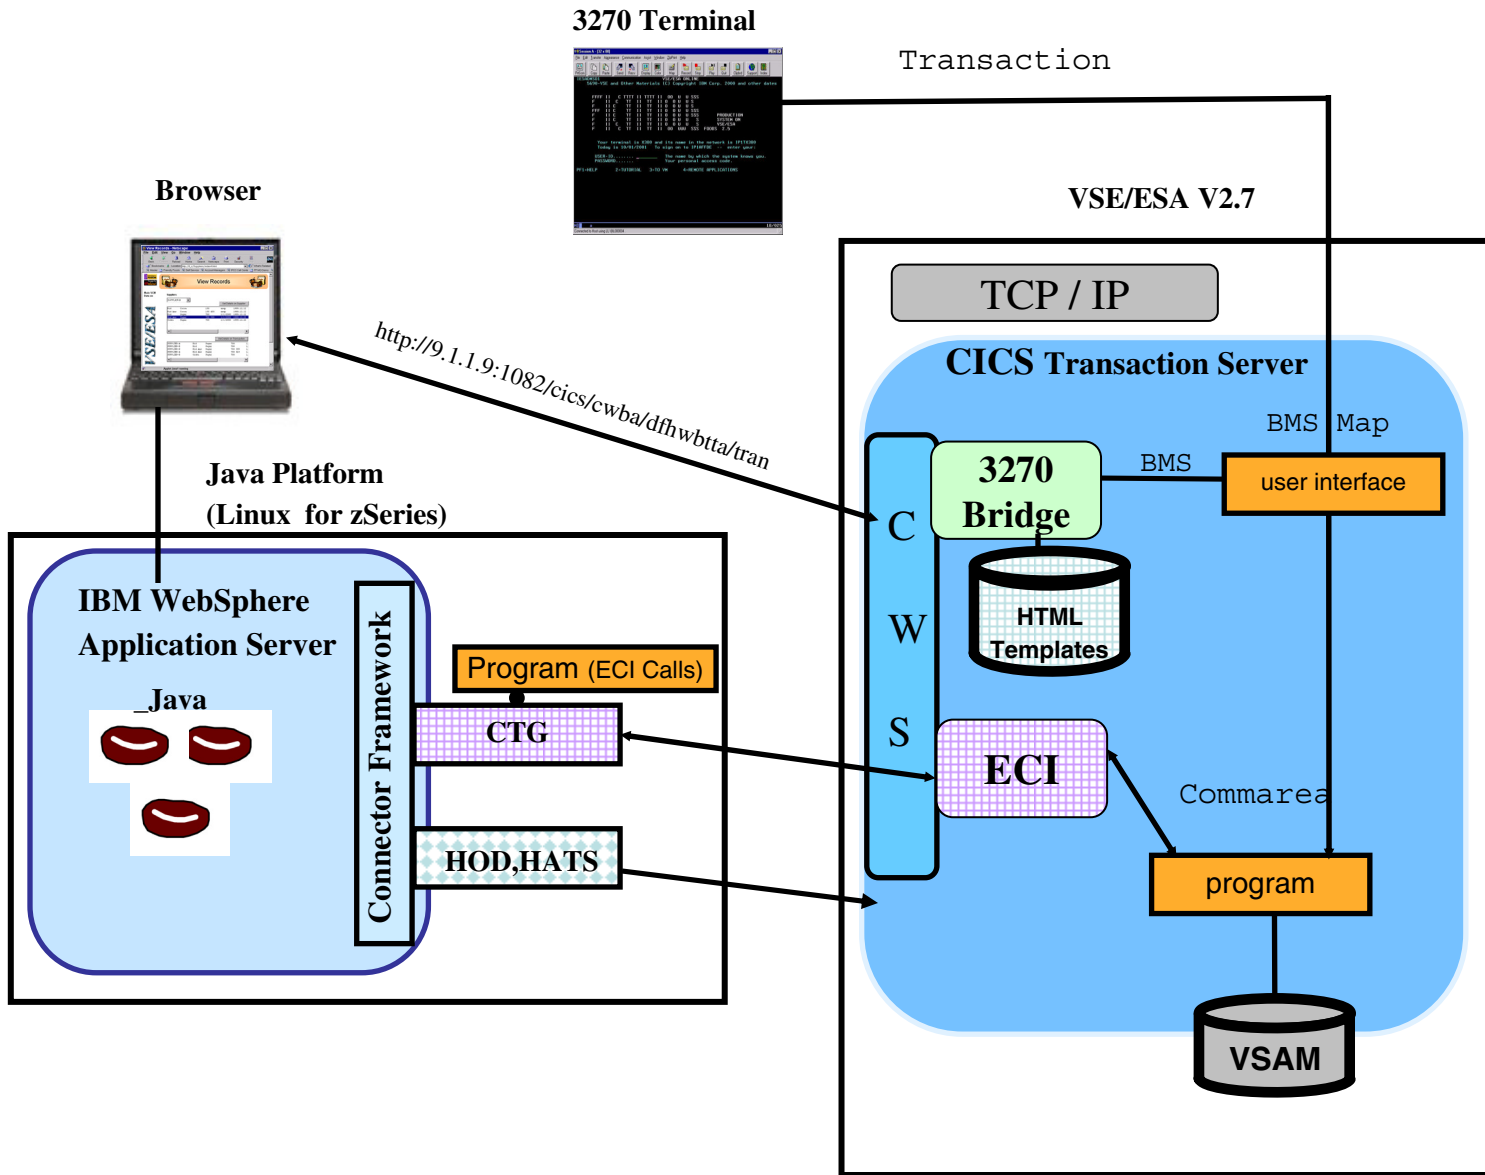 3270 Terminal
Transaction
VSE/ESA V2.7
Browser
View Records
VSE/ESA
TCP / IP
http://9.1.1.9:1082/cics/cwba/dfhwbtta/tran
CICS Transaction Server
BMS Map
BMS
user interface
3270
Bridge
C
W
S
HTML
Templates
ECI
Commarea
program
VSAM
Java Platform
(Linux for zSeries)
IBM WebSphere
Application Server
_Java
Connector Framework
Program (ECI Calls)
CTG
HOD,HATS